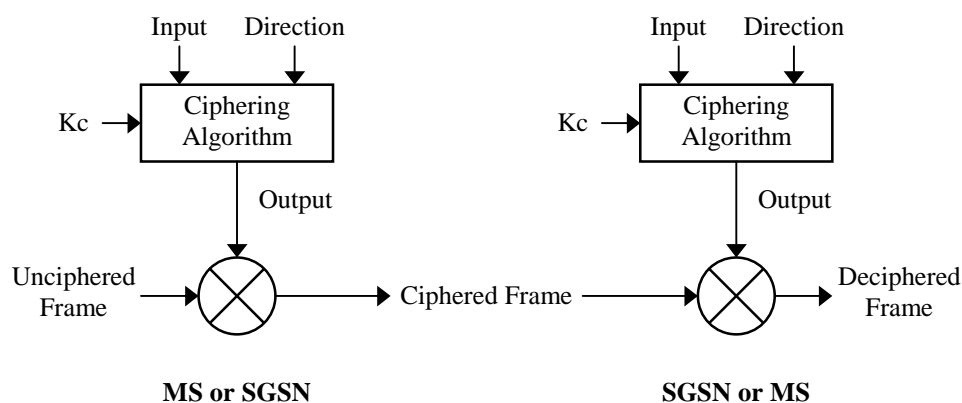 Input Direction Input Direction
Ciphering
Algorithm
Ciphering
Algorithm
Kc Kc
Output Output
Unciphered
Frame
Ciphered Frame
Deciphered
Frame
MS or SGSN SGSN or MS